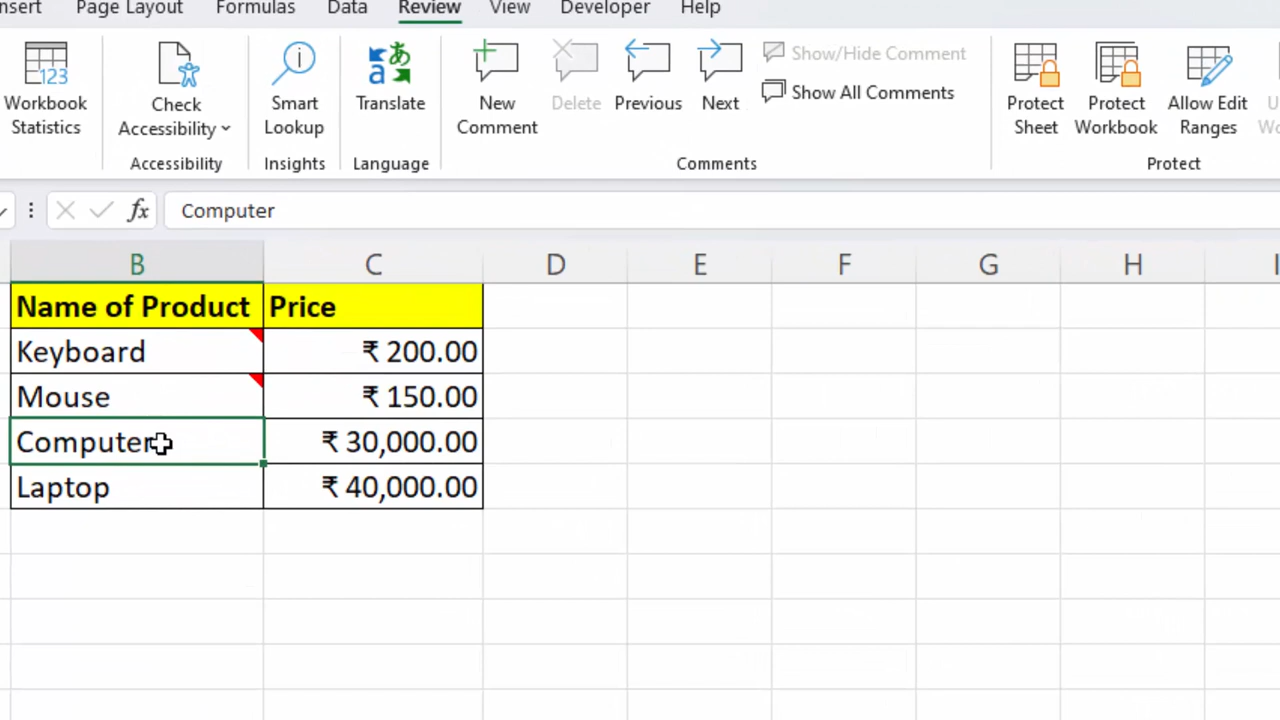 nsert Page Layout Formulas Data Review View Developer Help
Workbook Statistics
Check Accessibility
Smart Lookup
Translate
New Comment
Delete
Previous
Next
Show/Hide Comment
Show All Comments
Protect Sheet
Protect Workbook
Allow Edit Ranges
U
Wo
Accessibility Insights Language Comments Protect
fx Computer
B C D E F G H I
Name of Product Price
Keyboard ₹ 200.00
Mouse ₹ 150.00
Computer ₹ 30,000.00
Laptop ₹ 40,000.00